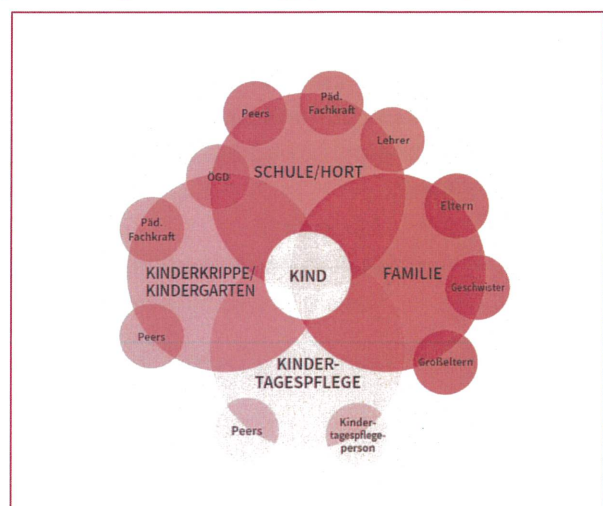 Peers
Päd.
Fachkraft
Lehrer
SCHULE/HORT
ÖGD
Eltern
Päd.
Fachkraft
KINDERKRIPPE/
KINDERGARTEN
KIND
FAMILIE
Geschwister
Peers
Großeltern
KINDER-
TAGESPFLEGE
Peers
Kinder-
tagespflege-
person